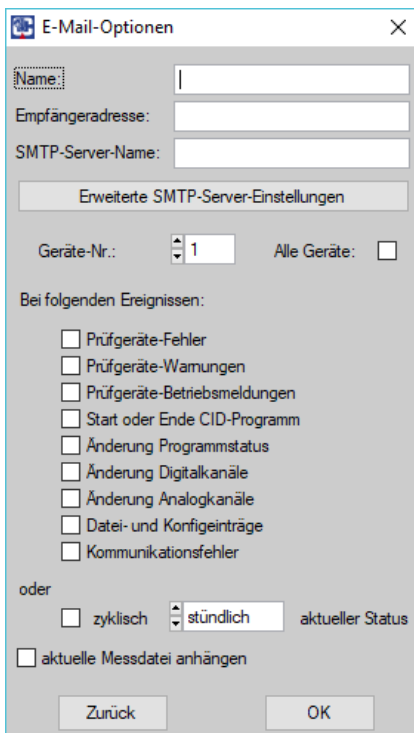 E-Mail-Optionen
Name:
Empfängeradresse:
SMTP-Server-Name:
Erweiterte SMTP-Server-Einstellungen
Geräte-Nr.: 1 Alle Geräte:
Bei folgenden Ereignissen:
Prüfgeräte-Fehler
Prüfgeräte-Warnungen
Prüfgeräte-Betriebsmeldungen
Start oder Ende CID-Programm
Änderung Programmstatus
Änderung Digitalkanäle
Änderung Analogkanäle
Datei- und Konfigeinträge
Kommunikationsfehler
oder
zyklisch stündlich aktueller Status
aktuelle Messdatei anhängen
Zurück OK